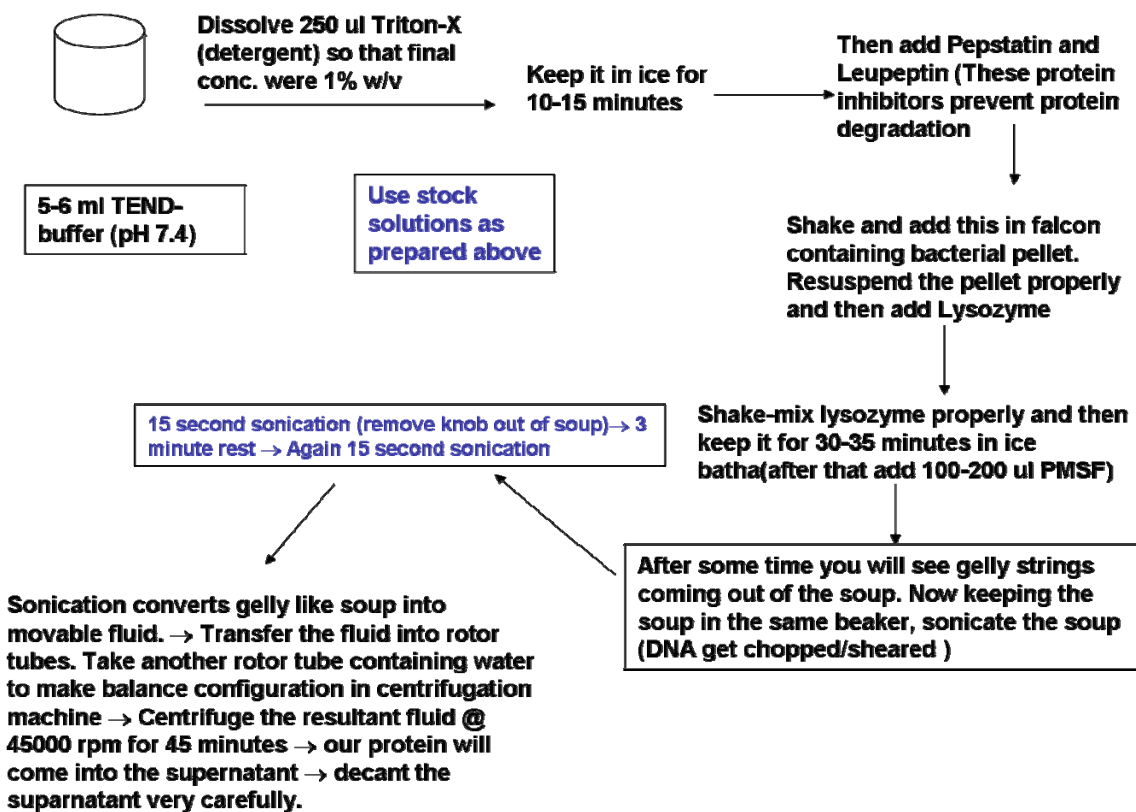 Dissolve 250 ul Triton-X
(detergent) so that final
conc. were 1% w/v
Keep it in ice for
10-15 minutes
Then add Pepstatin and
Leupeptin (These protein
inhibitors prevent protein
degradation
5-6 ml TEND-
buffer (pH 7.4)
Use stock
solutions as
prepared above
Shake and add this in falcon
containing bacterial pellet.
Resuspend the pellet properly
and then add Lysozyme
Shake-mix lysozyme properly and then
keep it for 30-35 minutes in ice
batha(after that add 100-200 ul PMSF)
After some time you will see gelly strings
coming out of the soup. Now keeping the
soup in the same beaker, sonicate the soup
(DNA get chopped/sheared )
15 second sonication (remove knob out of soup)→ 3
minute rest → Again 15 second sonication
Sonication converts gelly like soup into
movable fluid. → Transfer the fluid into rotor
tubes. Take another rotor tube containing water
to make balance configuration in centrifugation
machine → Centrifuge the resultant fluid @
45000 rpm for 45 minutes → our protein will
come into the supernatant → decant the
suparnatant very carefully.